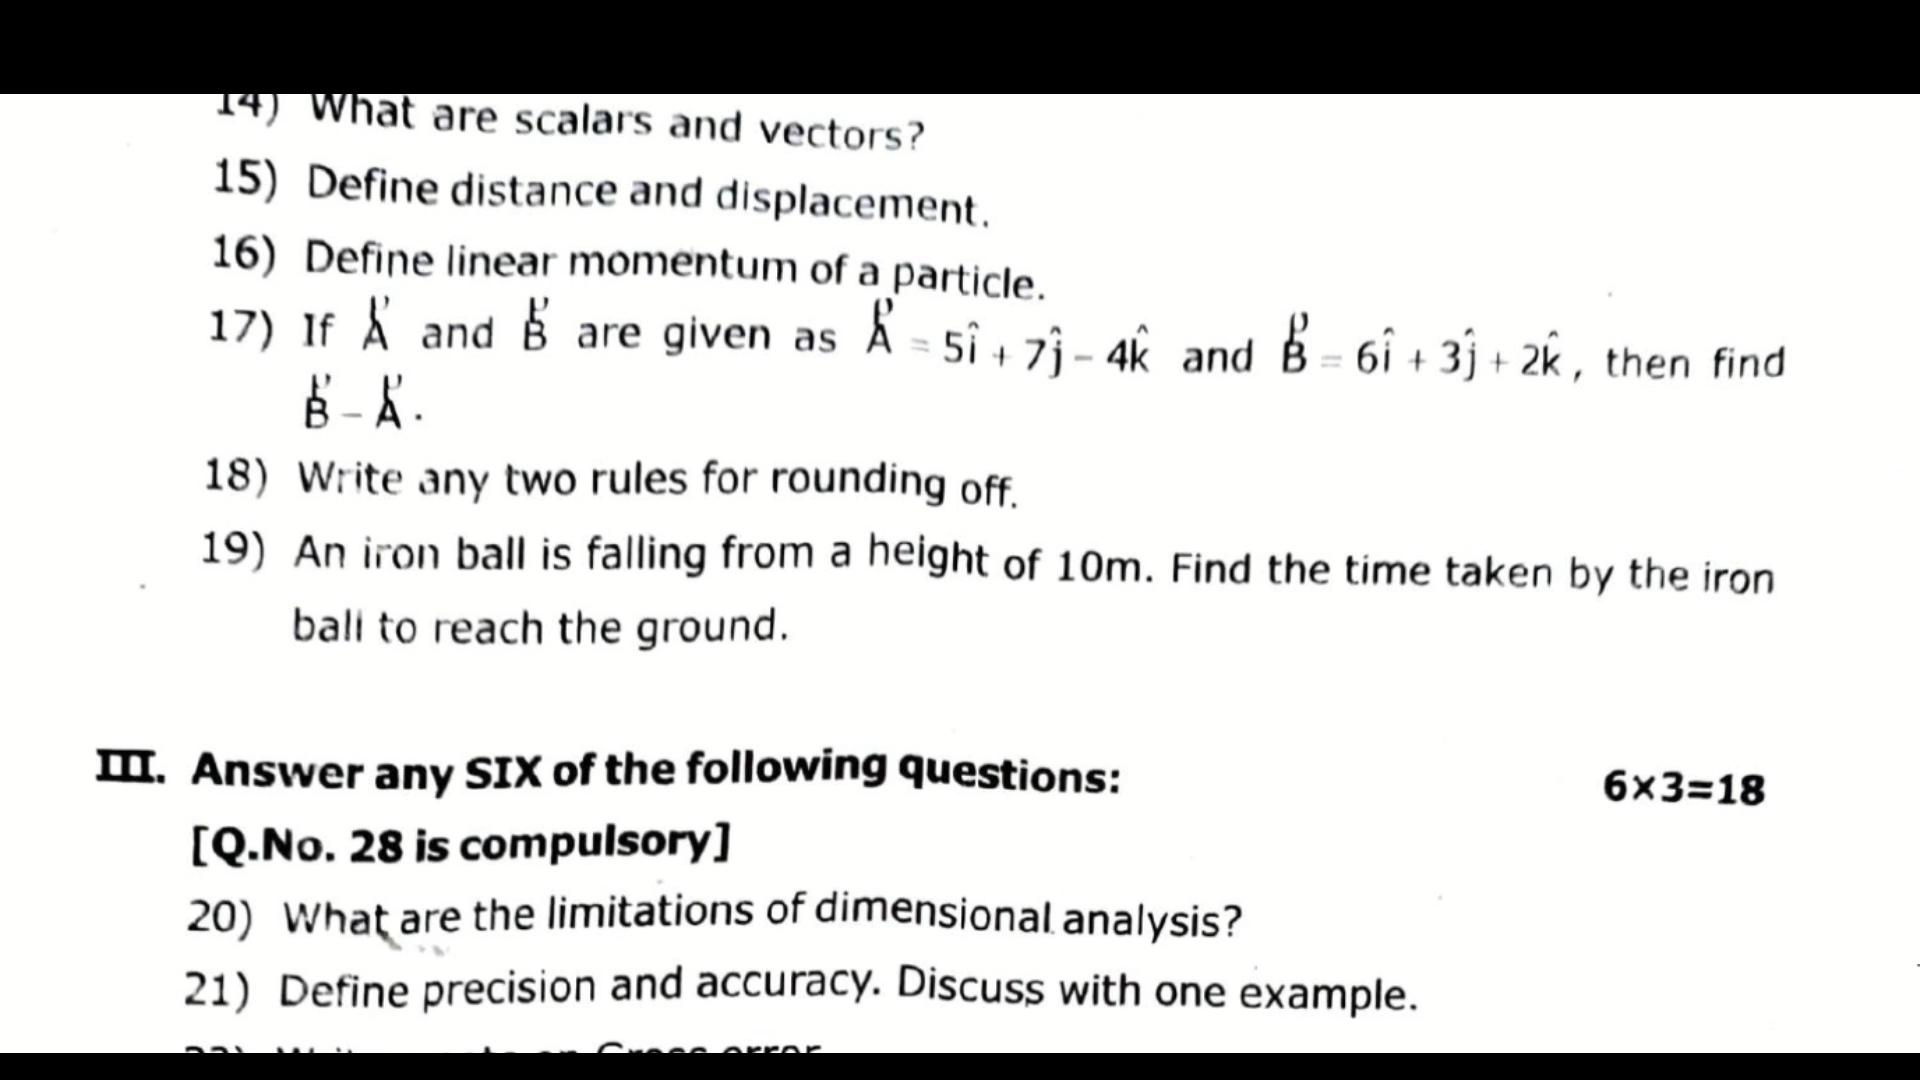 14) What are scalars and vectors?
15) Define distance and displacement.
16) Define linear momentum of a particle.
17) If A and B are given as A = 5î + 7ĵ – 4k̂ and B = 6î + 3ĵ + 2k̂, then find
B – A.
18) Write any two rules for rounding off.
19) An iron ball is falling from a height of 10m. Find the time taken by the iron
ball to reach the ground.
III. Answer any SIX of the following questions: 6×3=18
[Q.No. 28 is compulsory]
20) What are the limitations of dimensional analysis?
21) Define precision and accuracy. Discuss with one example.
error